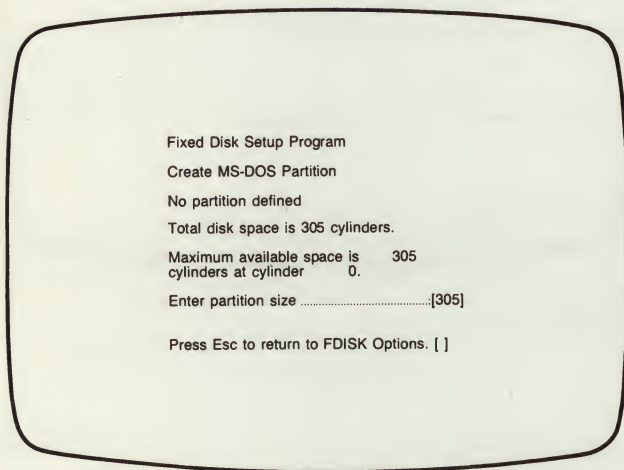 Fixed Disk Setup Program
Create MS-DOS Partition
No partition defined
Total disk space is 305 cylinders.
Maximum available space is 305
cylinders at cylinder 0.
Enter partition size ........................................:[305]
Press Esc to return to FDISK Options. [ ]